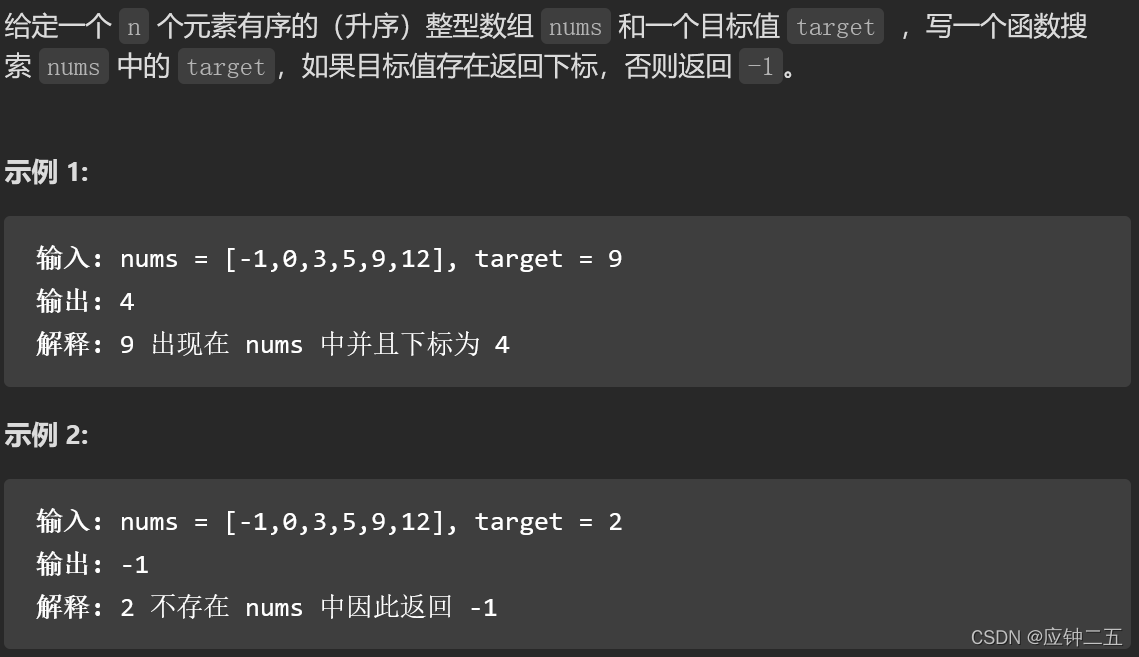 给定一个 n 个元素有序的（升序）整型数组 nums 和一个目标值 target ，写一个函数搜
索 nums 中的 target，如果目标值存在返回下标，否则返回 -1。
示例 1:
输入: nums = [-1,0,3,5,9,12], target = 9
输出: 4
解释: 9 出现在 nums 中并且下标为 4
示例 2:
输入: nums = [-1,0,3,5,9,12], target = 2
输出: -1
解释: 2 不存在 nums 中因此返回 -1
CSDN @应钟二五